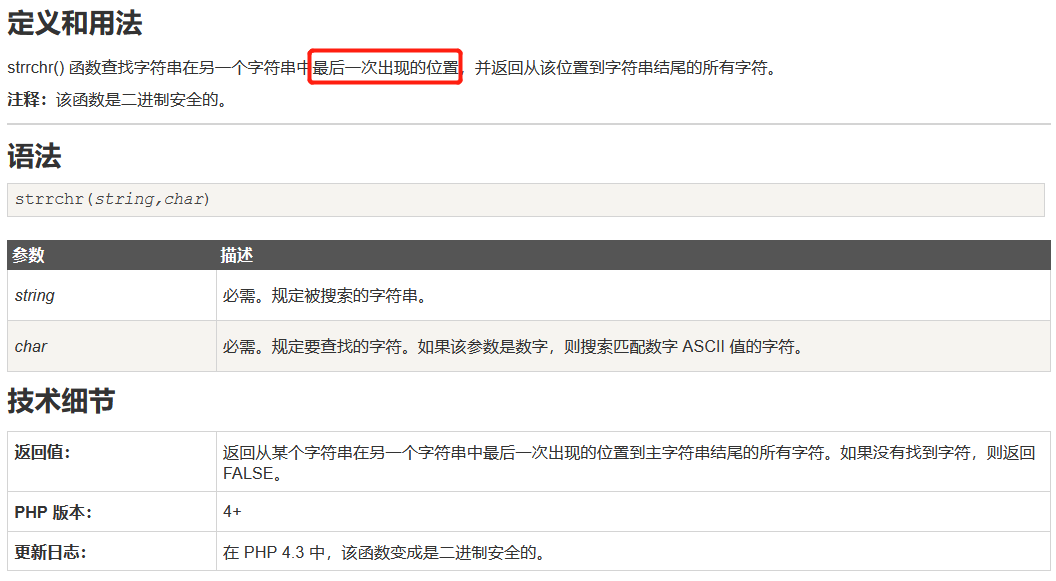 定义和用法
strrchr() 函数查找字符串在另一个字符串中最后一次出现的位置，并返回从该位置到字符串结尾的所有字符。
注释：该函数是二进制安全的。
语法
strrchr(string,char)
参数 描述
string 必需。规定被搜索的字符串。
char 必需。规定要查找的字符。如果该参数是数字，则搜索匹配数字 ASCII 值的字符。
技术细节
返回值： 返回从某个字符串在另一个字符串中最后一次出现的位置到主字符串结尾的所有字符。如果没有找到字符，则返回
FALSE。
PHP 版本： 4+
更新日志： 在 PHP 4.3 中，该函数变成是二进制安全的。